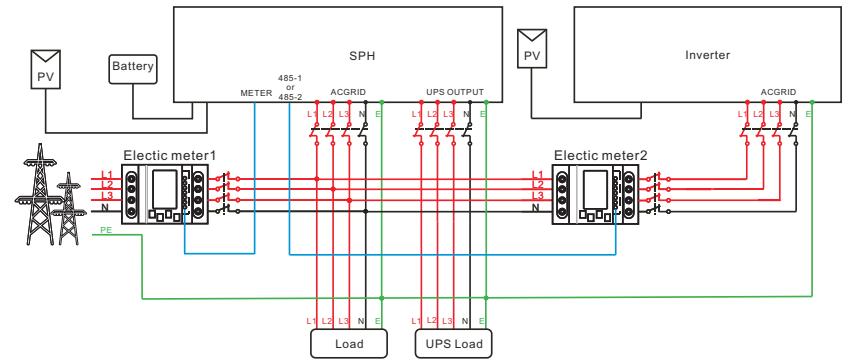 SPH
Inverter
PV
Battery
PV
METER
485-1
or
485-2
ACGRID
UPS OUTPUT
ACGRID
L1 L2 L3 N E
L1 L2 L3 N E
L1 L2 L3 N E
Electic meter1
Electic meter2
L1
L2
L3
N
PE
L1
L2
L3
N
L1 L2 L3 N E
L1 L2 L3 N E
Load
UPS Load